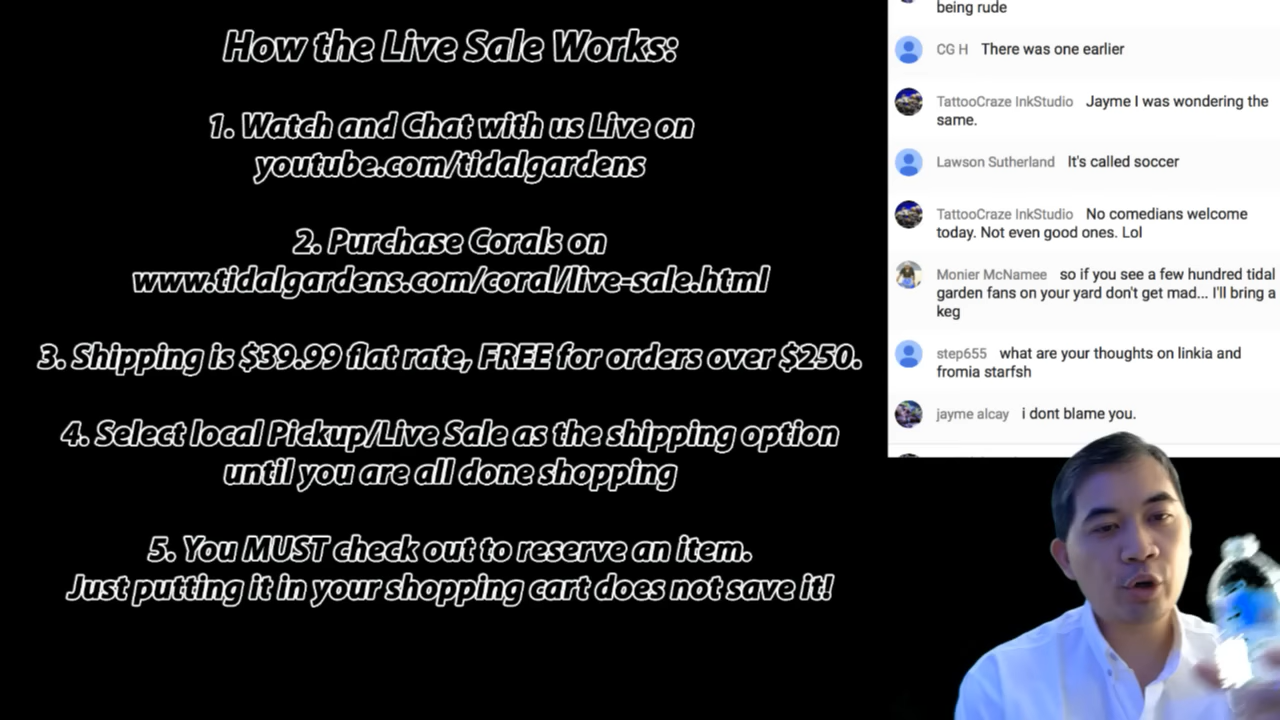 How the Live Sale Works:
1. Watch and Chat with us Live on
youtube.com/tidalgardens
2. Purchase Corals on
www.tidalgardens.com/coral/live-sale.html
3. Shipping is $39.99 flat rate, FREE for orders over $250.
4. Select local Pickup/Live Sale as the shipping option
until you are all done shopping
5. You MUST check out to reserve an item.
Just putting it in your shopping cart does not save it!
being rude
CG H There was one earlier
TattooCraze InkStudio Jayme I was wondering the
same.
Lawson Sutherland It's called soccer
TattooCraze InkStudio No comedians welcome
today. Not even good ones. Lol
Monier McNamee so if you see a few hundred tidal
garden fans on your yard don't get mad... I'll bring a
keg
step655 what are your thoughts on linkia and
fromia starfsh
jayme alcay i dont blame you.